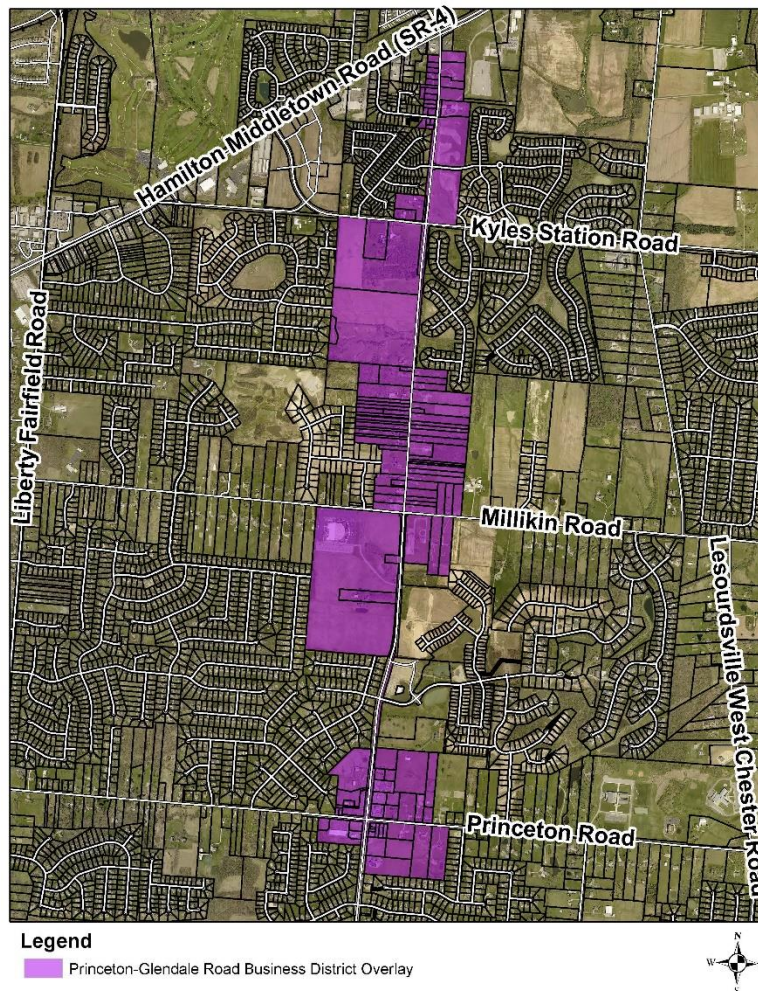 Hamilton-Middletown Road (SR-4)
Kyles Station Road
Liberty-Fairfield Road
Millikin Road
Lesourdsville West Chester Road
Princeton Road
Legend
Princeton-Glendale Road Business District Overlay
N
W
E
S